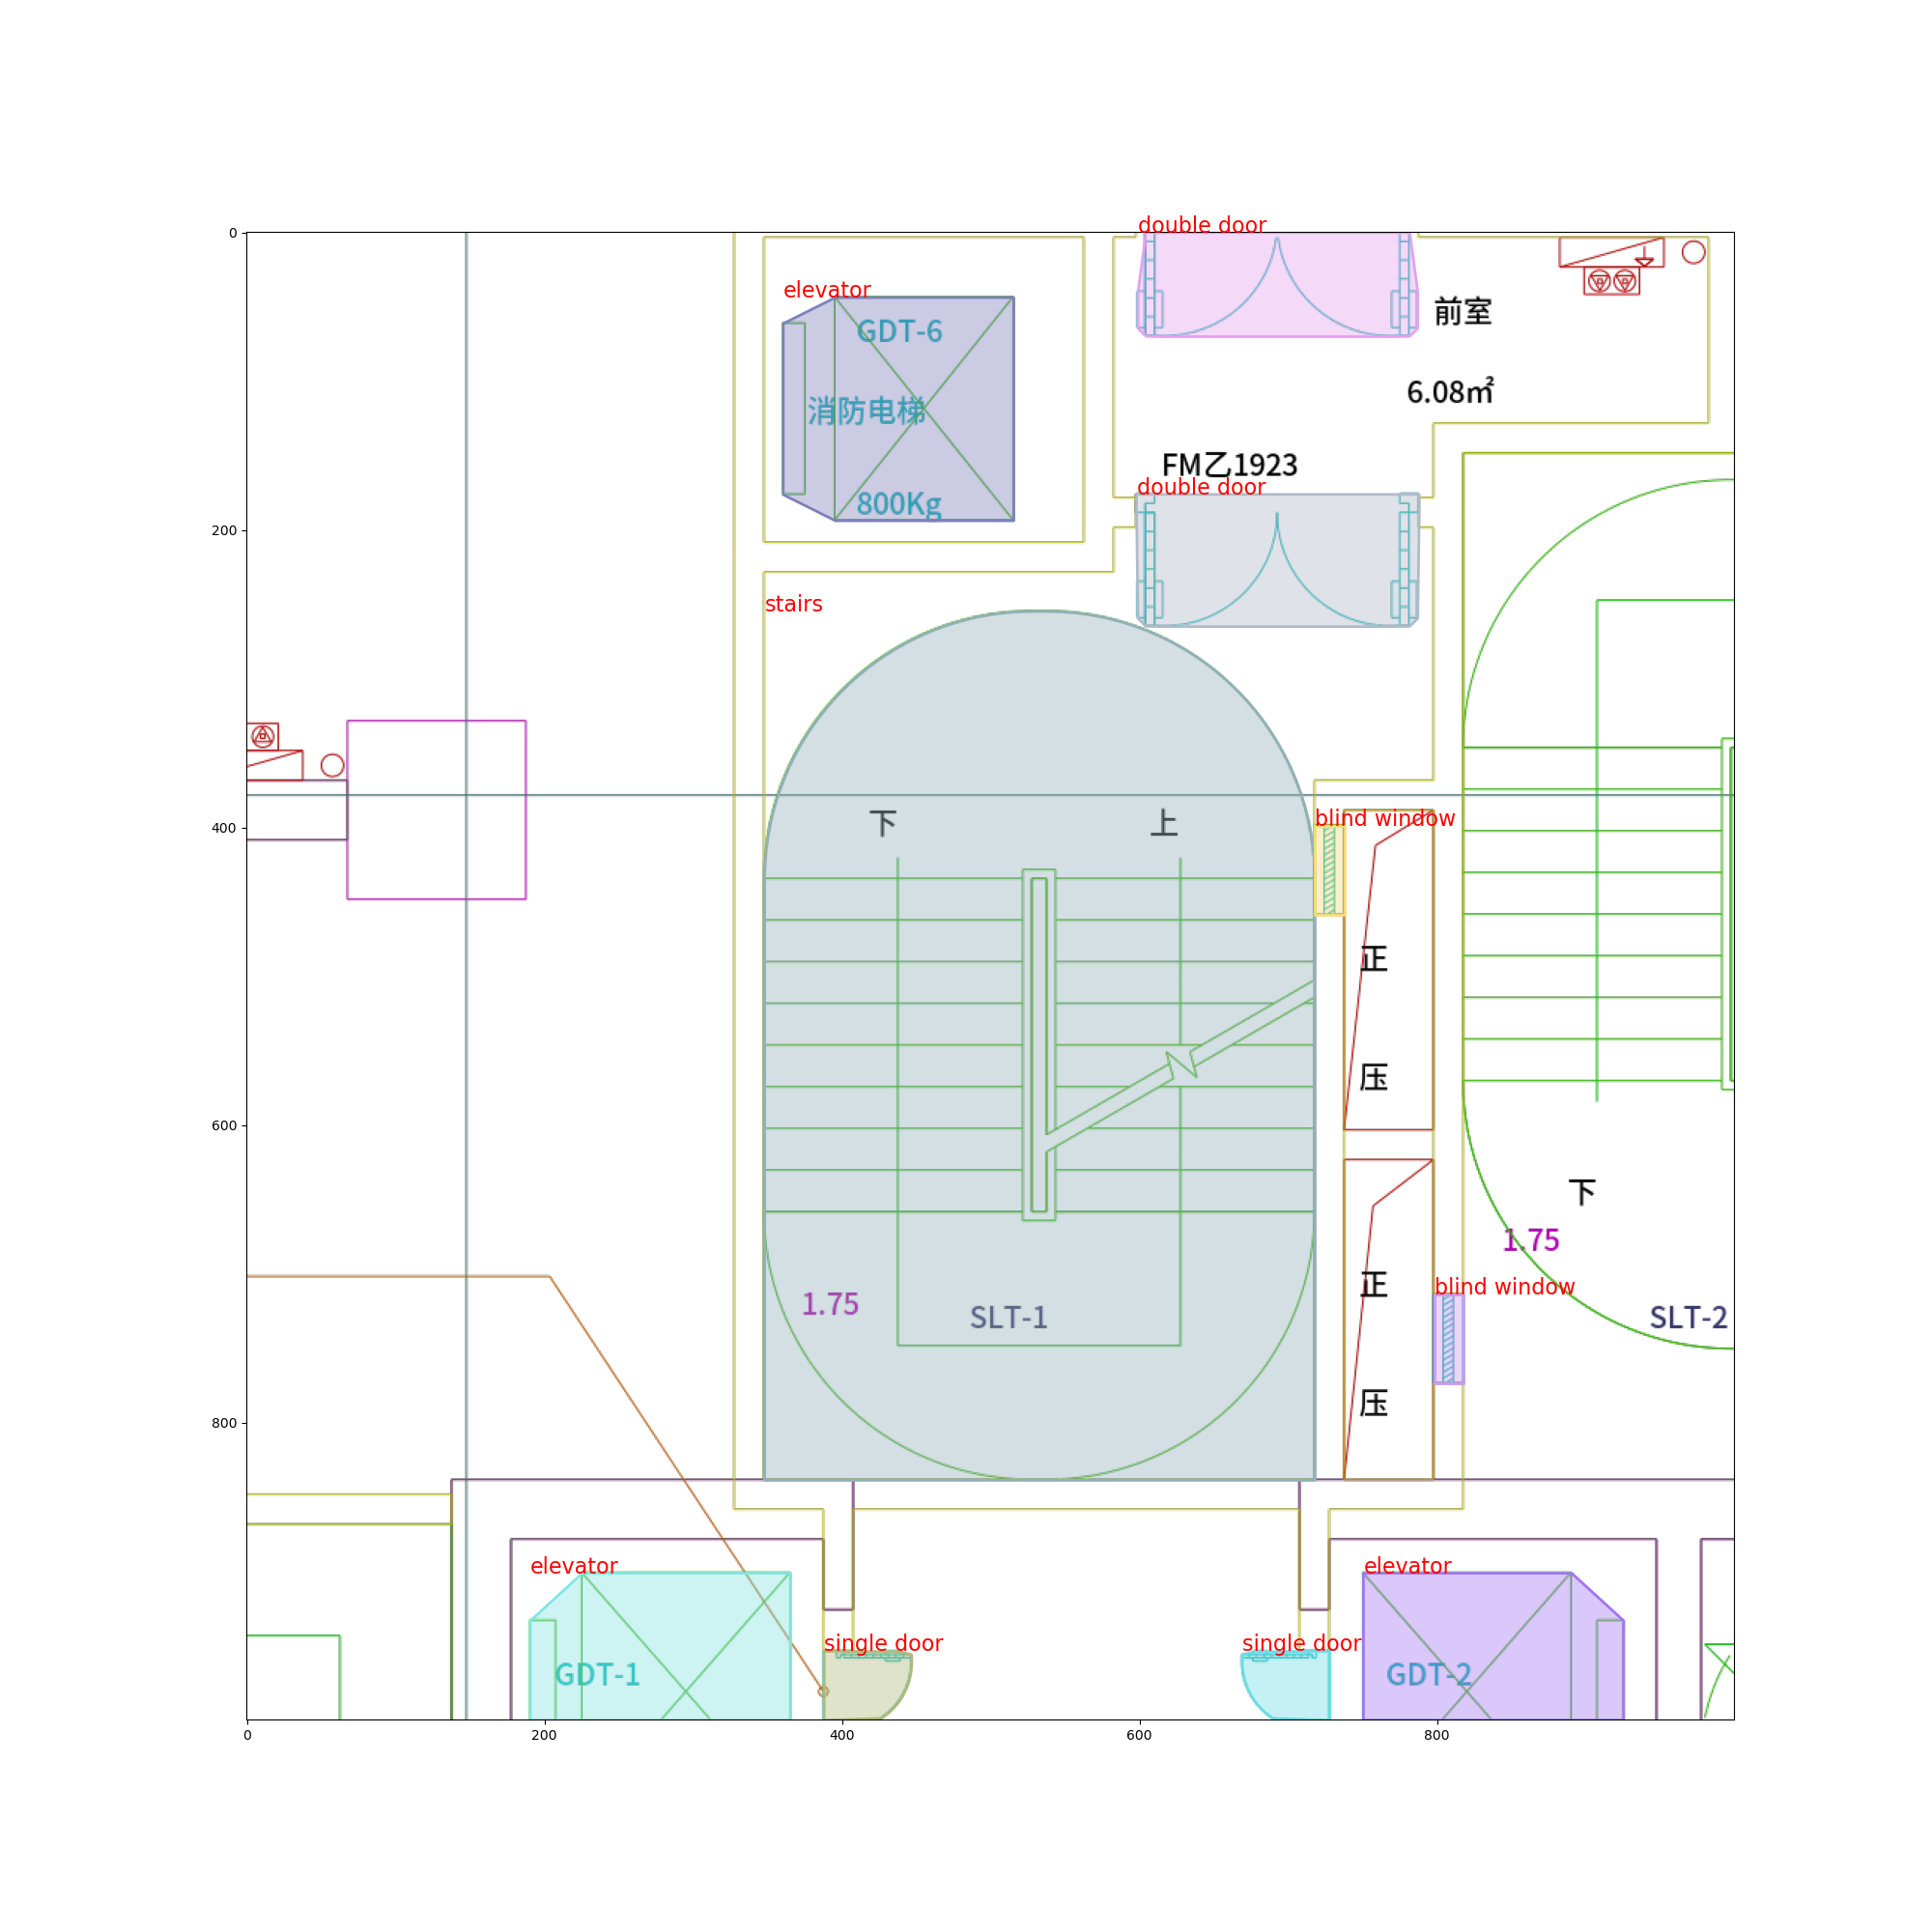 double door
elevator
GDT-6
消防电梯
800Kg
前室
6.08㎡
FM乙1923
double door
stairs
下
上
blind window
正
压
下
1.75
blind window
正
压
1.75
SLT-1
SLT-2
elevator
GDT-1
single door
single door
elevator
GDT-2
0
200
400
600
800
0
200
400
600
800